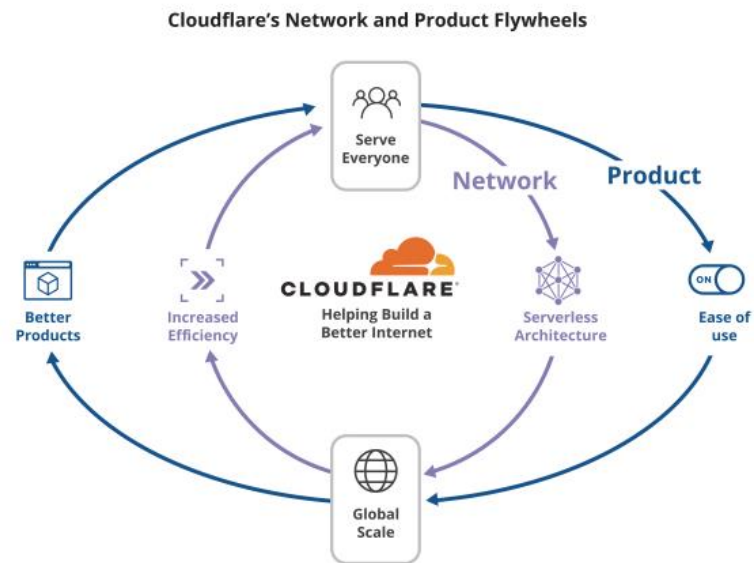 Cloudflare’s Network and Product Flywheels
Serve
Everyone
Network
Product
Better
Products
Increased
Efficiency
CLOUDFLARE®
Helping Build a
Better Internet
Serverless
Architecture
ON
Ease of
use
Global
Scale